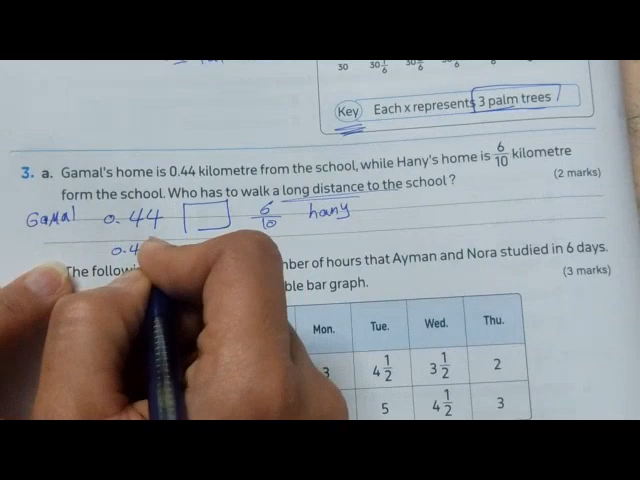 30 30 1/6
Key Each x represents 3 palm trees
3. a. Gamal's home is 0.44 kilometre from the school, while Hany's home is 6/10 kilometre
form the school. Who has to walk a long distance to the school ?
(2 marks)
Gamal 0.44 6/10 hany
0.4
The follow
mber of hours that Ayman and Nora studied in 6 days.
ble bar graph.
(3 marks)
Mon. Tue. Wed. Thu.
3 4 1/2 3 1/2 2
5 4 1/2 3